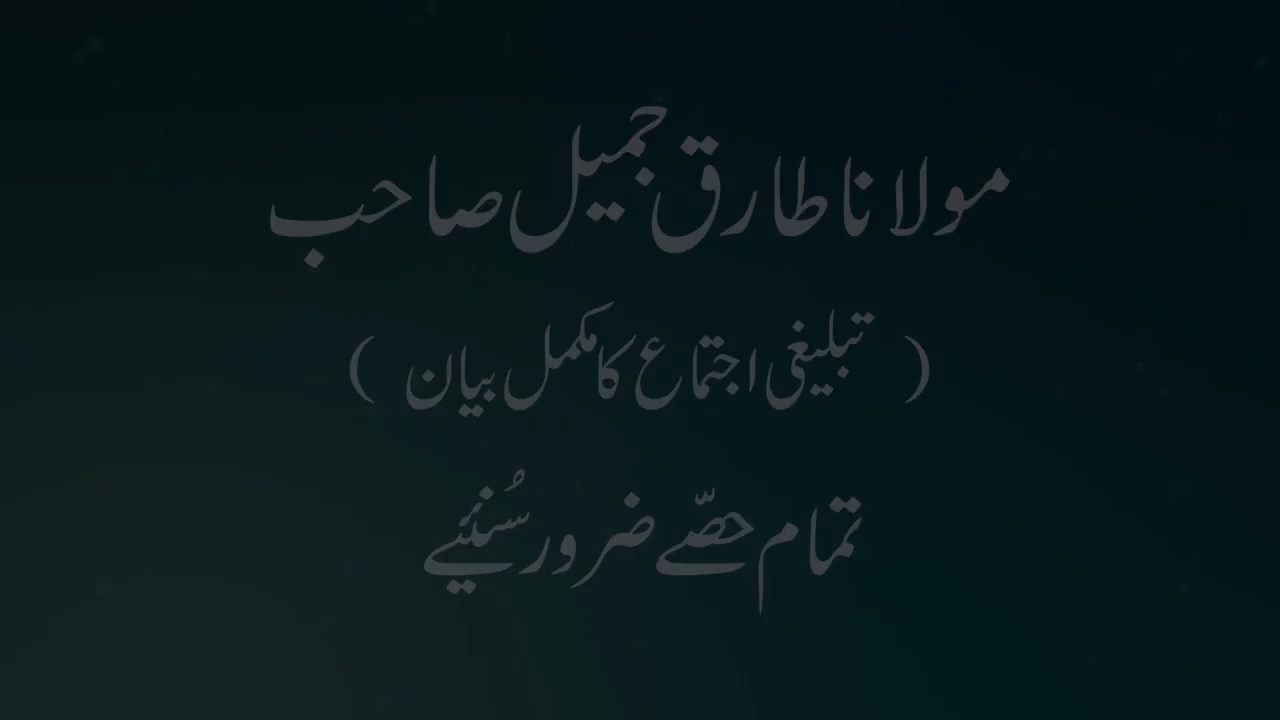 مولانا طارق جمیل صاحب
( تبلیغی اجتماع کا مکمل بیان )
تمام حصّے ضرور سُنئیے